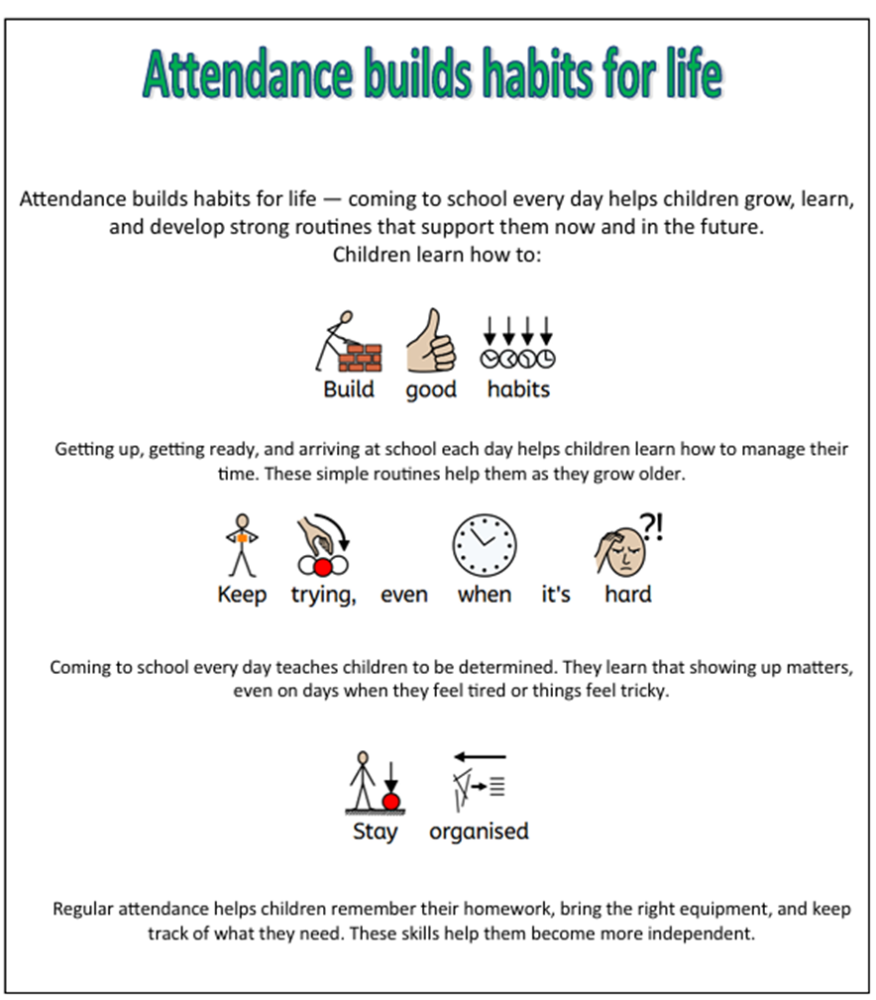 Attendance builds habits for life
Attendance builds habits for life — coming to school every day helps children grow, learn,
and develop strong routines that support them now and in the future.
Children learn how to:
Build good habits
Getting up, getting ready, and arriving at school each day helps children learn how to manage their
time. These simple routines help them as they grow older.
?!
Keep trying, even when it's hard
Coming to school every day teaches children to be determined. They learn that showing up matters,
even on days when they feel tired or things feel tricky.
Stay organised
Regular attendance helps children remember their homework, bring the right equipment, and keep
track of what they need. These skills help them become more independent.